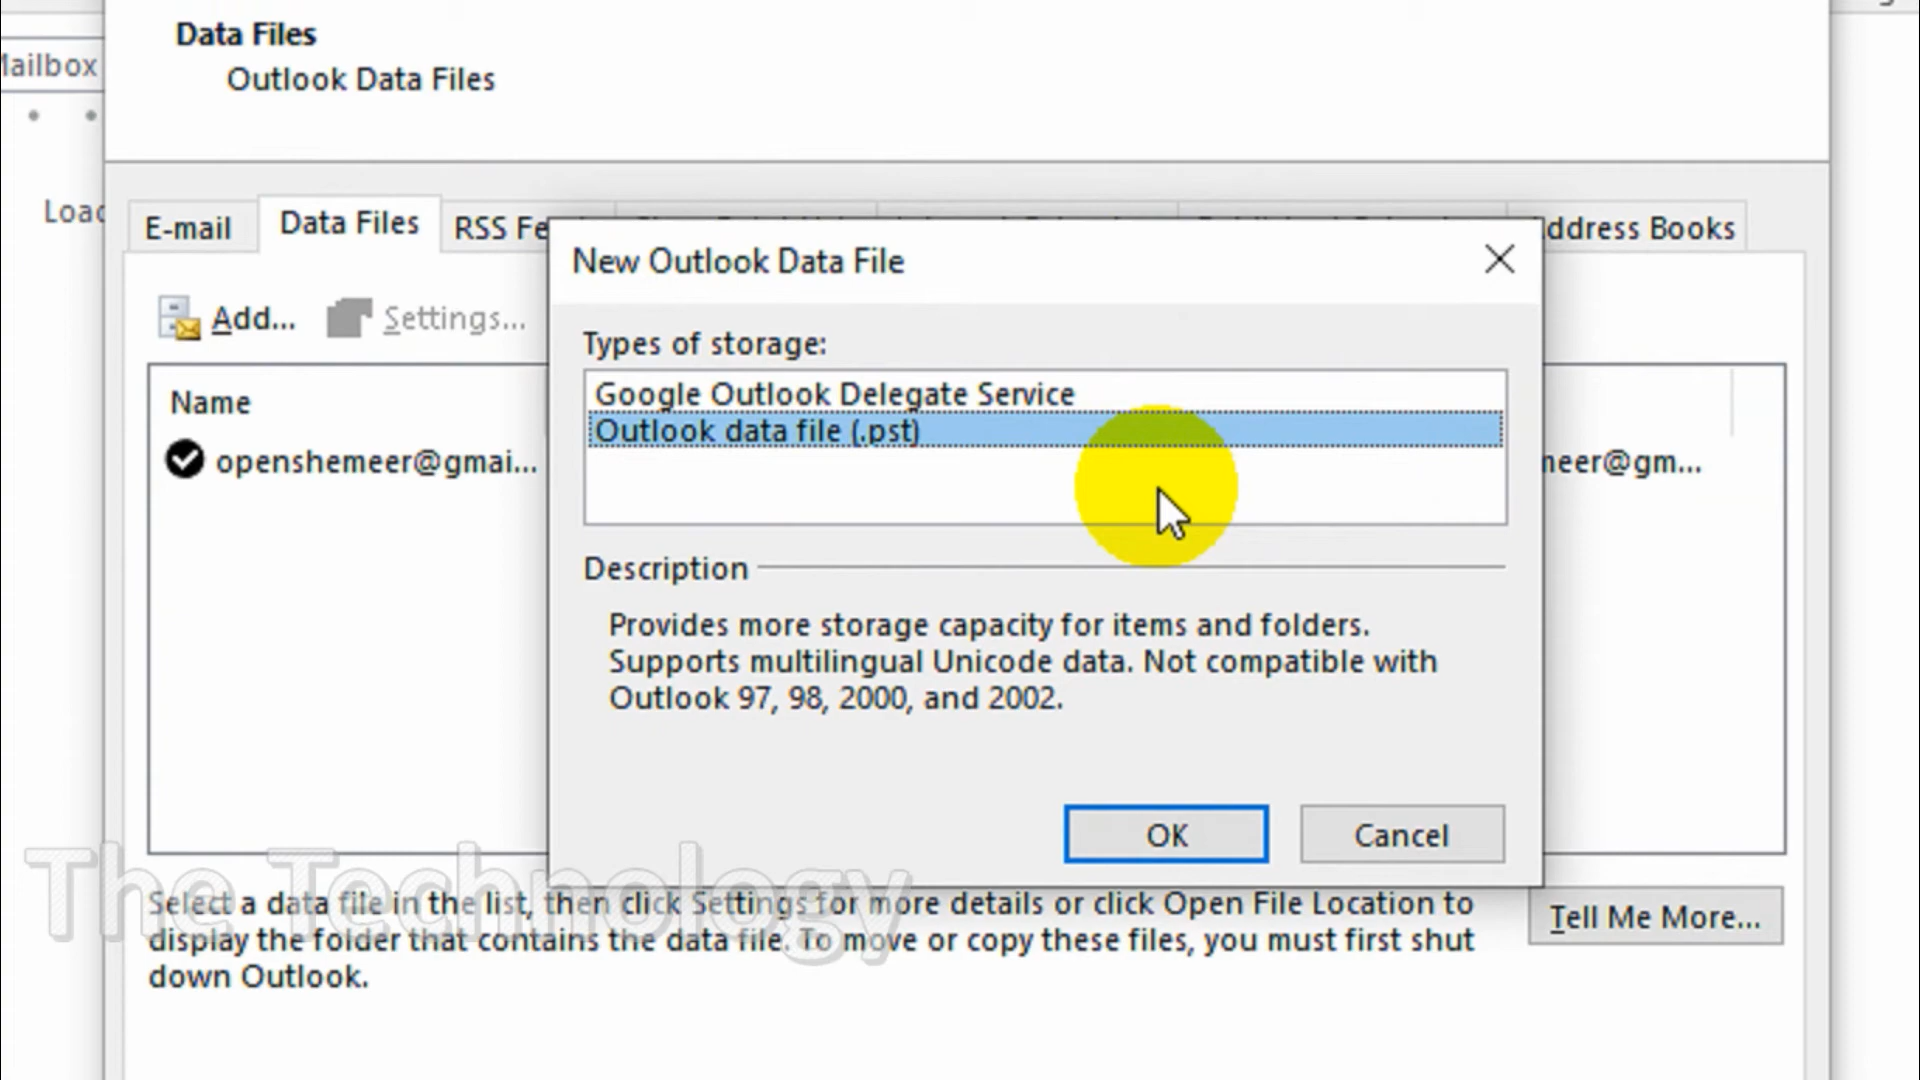 Data Files
Outlook Data Files
Mailbox
E-mail
Data Files
RSS
Address Books
New Outlook Data File
Add...
Settings...
Types of storage:
Google Outlook Delegate Service
Outlook data file (.pst)
Name
openshemeer@gmai...
meer@gm...
Description
Provides more storage capacity for items and folders.
Supports multilingual Unicode data. Not compatible with
Outlook 97, 98, 2000, and 2002.
OK
Cancel
The Technology
Select a data file in the list, then click Settings for more details or click Open File Location to
display the folder that contains the data file. To move or copy these files, you must first shut
down Outlook.
Tell Me More...